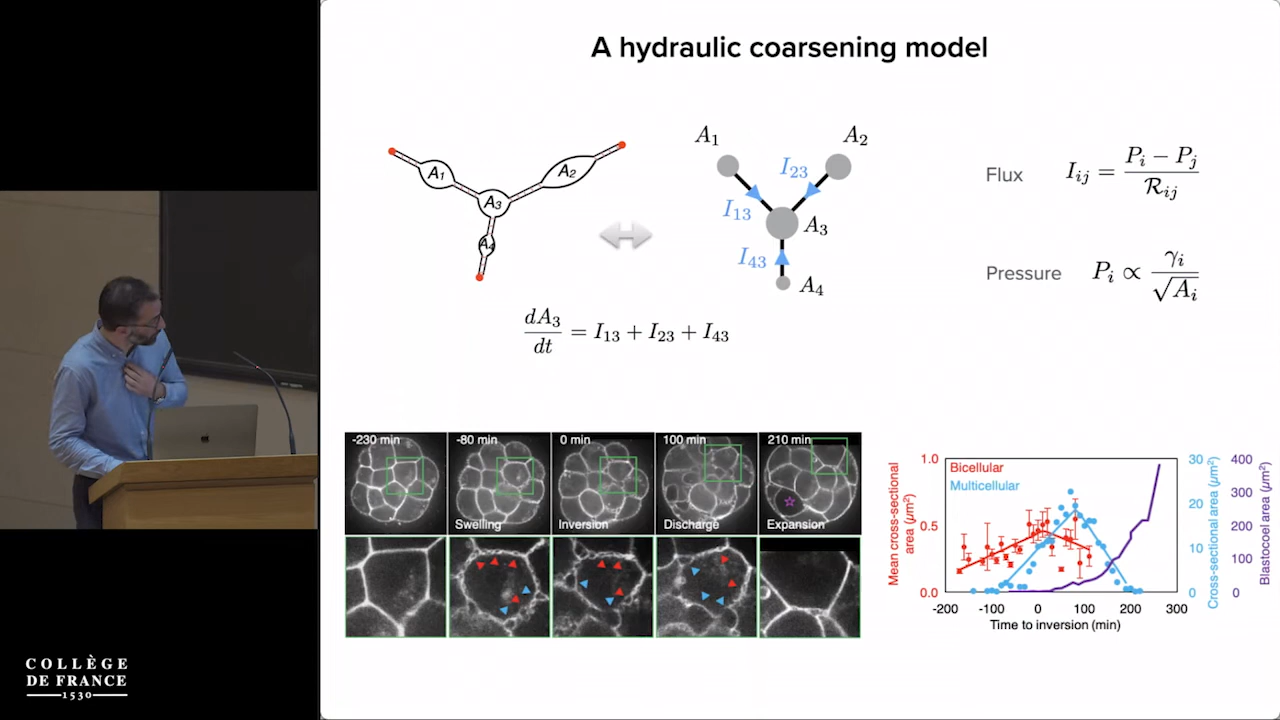 A hydraulic coarsening model
A1
A2
A3
A4
A₁
A₂
I₂₃
I₁₃
A₃
I₄₃
A₄
dA₃/dt = I₁₃ + I₂₃ + I₄₃
Flux Iᵢⱼ = (Pᵢ − Pⱼ)/ℛᵢⱼ
Pressure Pᵢ ∝ γᵢ/√Aᵢ
-230 min
-80 min
0 min
100 min
210 min
Swelling
Inversion
Discharge
Expansion
Mean cross-sectional
area (μm²)
1.0
0.5
0.0
Bicellular
Multicellular
30
20
10
0
Cross-sectional area (μm²)
400
300
200
100
0
Blastocoel area (μm²)
-200 -100 0 100 200 300
Time to inversion (min)
COLLÈGE
DE FRANCE
1530